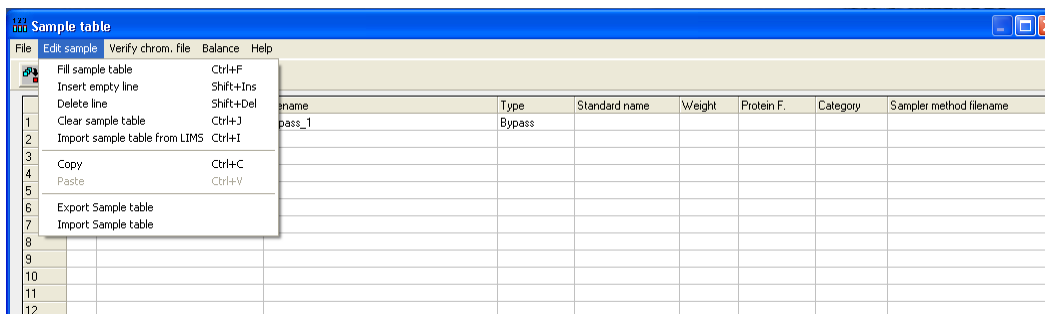 Sample table
File Edit sample Verify chrom. file Balance Help
Fill sample table Ctrl+F
Insert empty line Shift+Ins
Delete line Shift+Del
Clear sample table Ctrl+J
Import sample table from LIMS Ctrl+I
Copy Ctrl+C
Paste Ctrl+V
Export Sample table
Import Sample table
ename Type Standard name Weight Protein F. Category Sampler method filename
1 pass_1 Bypass
2
3
4
5
6
7
8
9
10
11
12